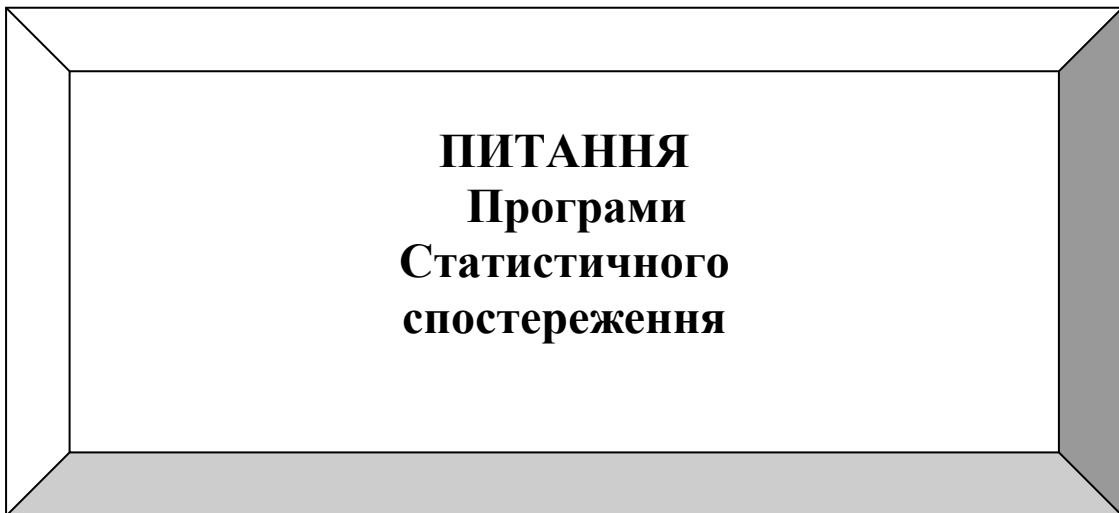 ПИТАННЯ
Програми
Статистичного
спостереження